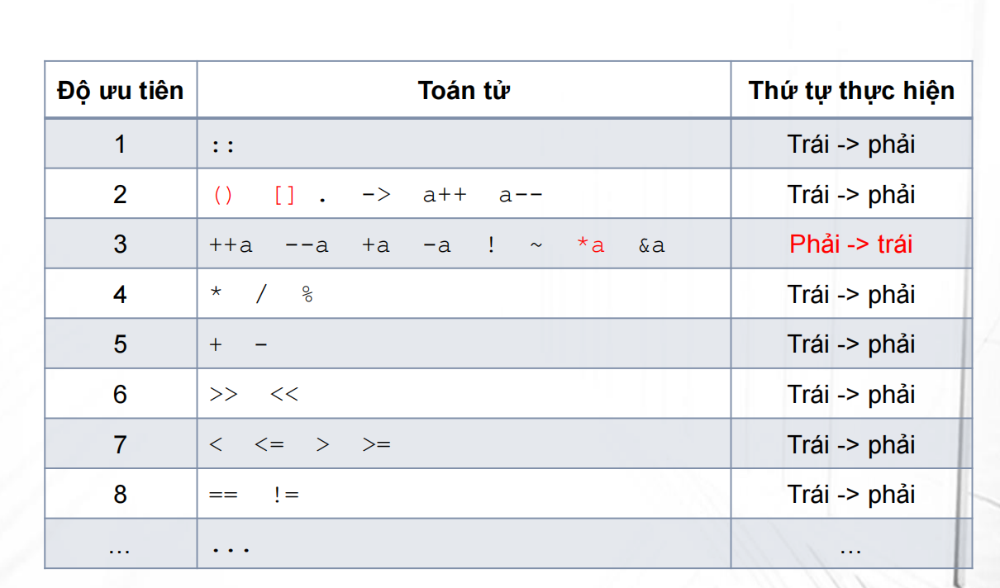 Độ ưu tiên Toán tử Thứ tự thực hiện
1 :: Trái -> phải
2 () [] . -> a++ a-- Trái -> phải
3 ++a --a +a -a ! ~ *a &a Phải -> trái
4 * / % Trái -> phải
5 + - Trái -> phải
6 >> << Trái -> phải
7 < <= > >= Trái -> phải
8 == != Trái -> phải
… ... …